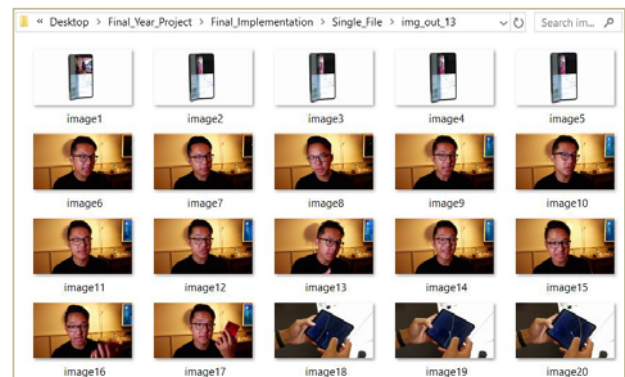 « Desktop › Final_Year_Project › Final_Implementation › Single_File › img_out_13 Search im...
image1 image2 image3 image4 image5
image6 image7 image8 image9 image10
image11 image12 image13 image14 image15
image16 image17 image18 image19 image20